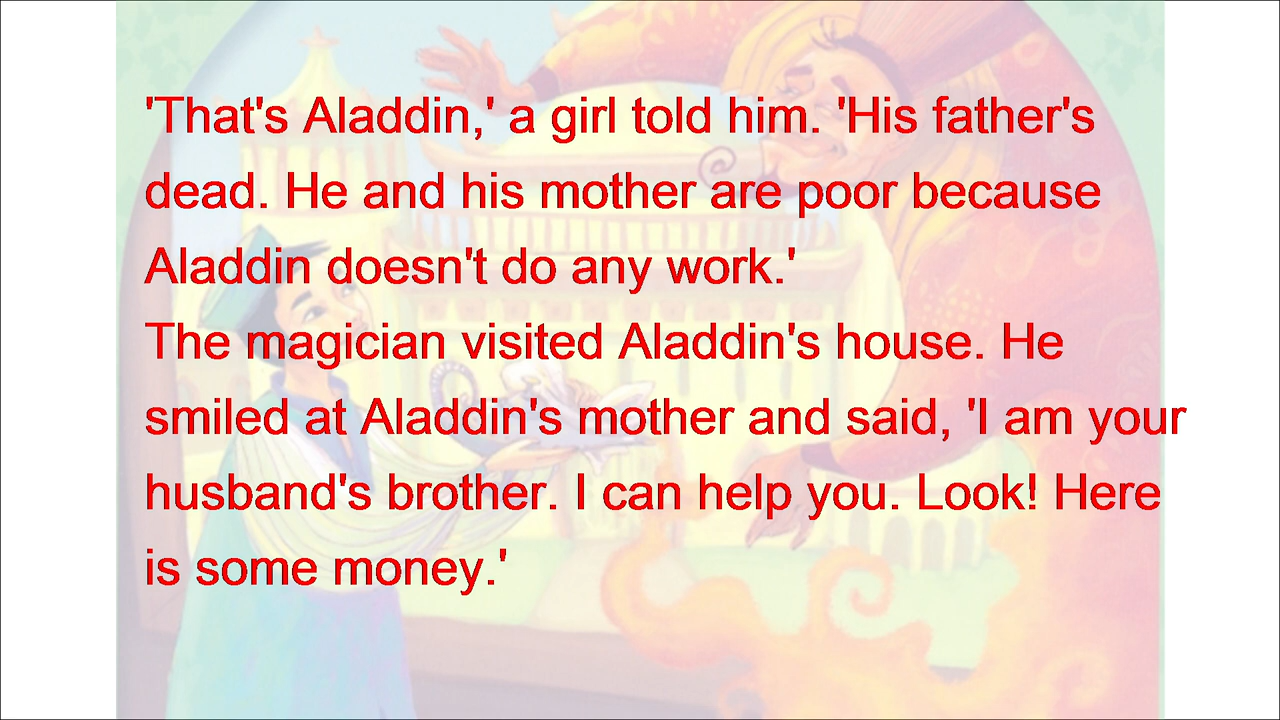 'That's Aladdin,' a girl told him. 'His father's
dead. He and his mother are poor because
Aladdin doesn't do any work.'
The magician visited Aladdin's house. He
smiled at Aladdin's mother and said, 'I am your
husband's brother. I can help you. Look! Here
is some money.'